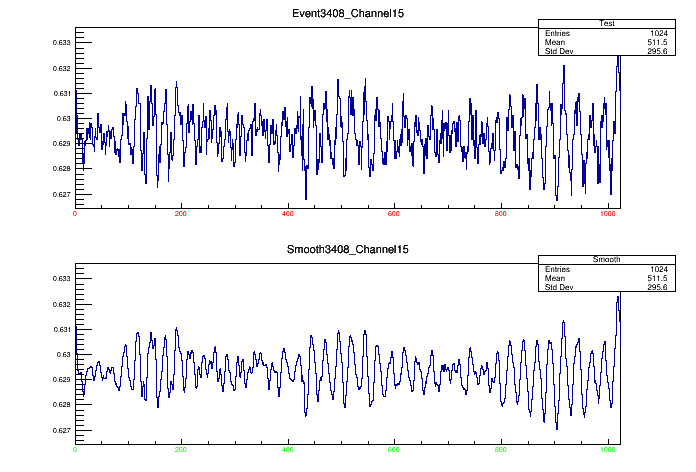 Event3408_Channel15
Test
Entries 1024
Mean 511.5
Std Dev 295.6
0.633
0.632
0.631
0.63
0.629
0.628
0.627
0 200 400 600 800 1000
Smooth3408_Channel15
Smooth
Entries 1024
Mean 511.5
Std Dev 295.6
0.633
0.632
0.631
0.63
0.629
0.628
0.627
0 200 400 600 800 1000